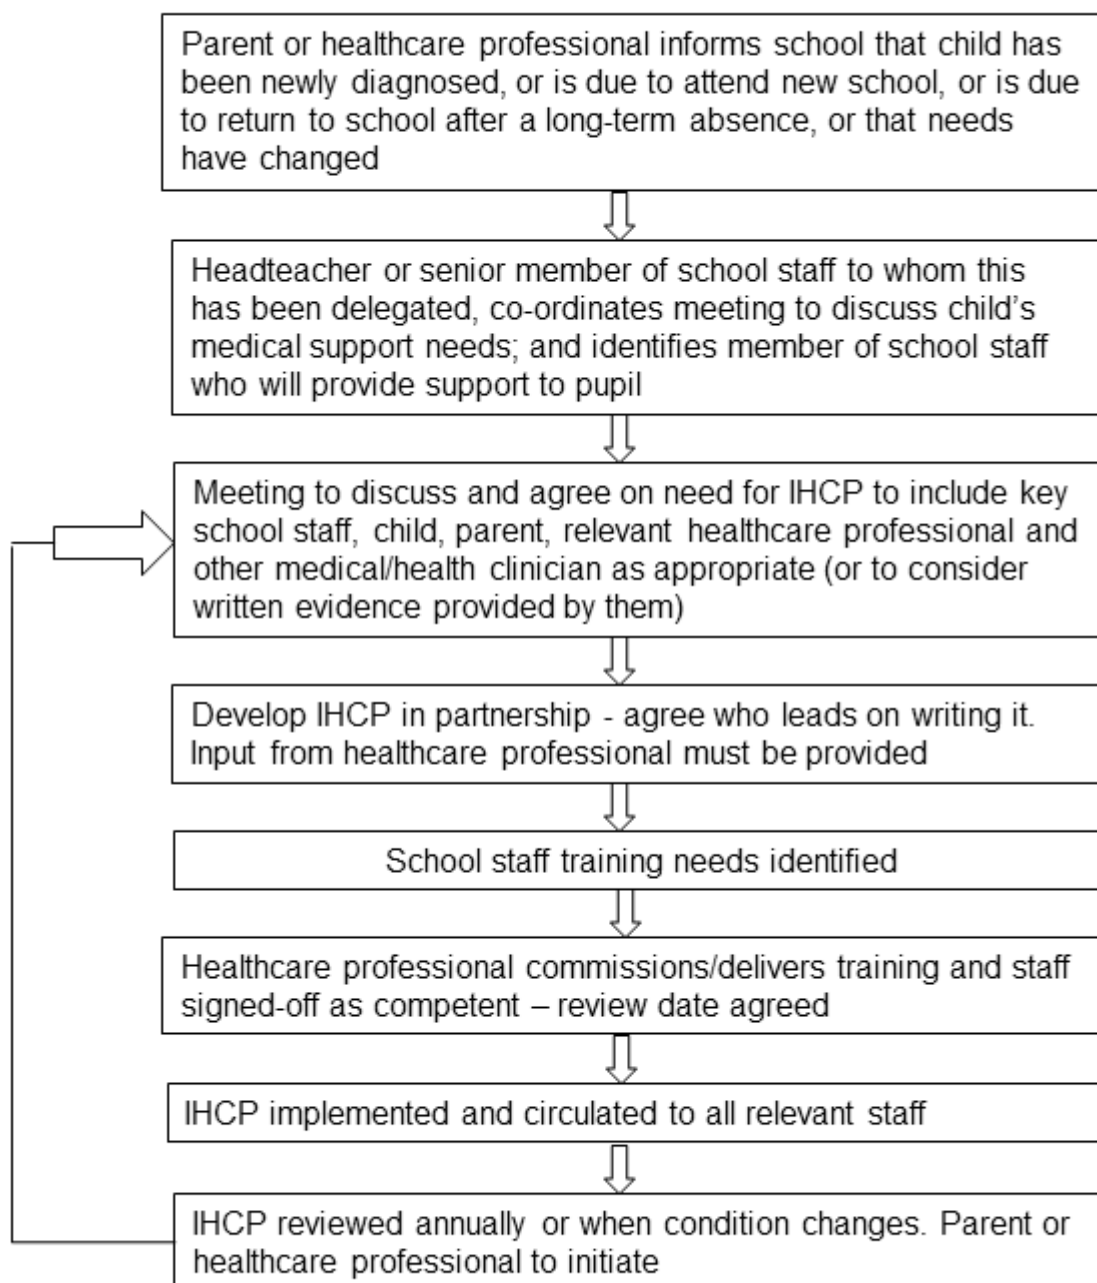 Parent or healthcare professional informs school that child has
been newly diagnosed, or is due to attend new school, or is due
to return to school after a long-term absence, or that needs
have changed
Headteacher or senior member of school staff to whom this
has been delegated, co-ordinates meeting to discuss child's
medical support needs; and identifies member of school staff
who will provide support to pupil
Meeting to discuss and agree on need for IHCP to include key
school staff, child, parent, relevant healthcare professional and
other medical/health clinician as appropriate (or to consider
written evidence provided by them)
Develop IHCP in partnership - agree who leads on writing it.
Input from healthcare professional must be provided
School staff training needs identified
Healthcare professional commissions/delivers training and staff
signed-off as competent – review date agreed
IHCP implemented and circulated to all relevant staff
IHCP reviewed annually or when condition changes. Parent or
healthcare professional to initiate